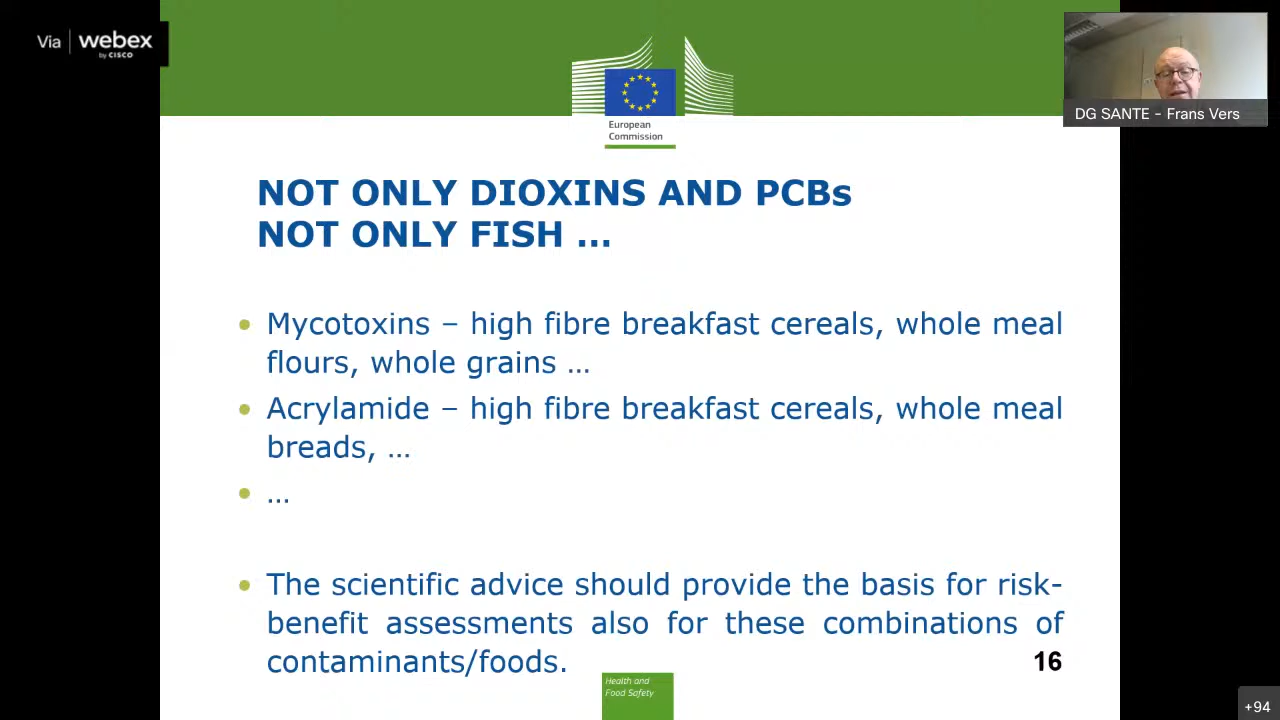 Via webex
by CISCO
DG SANTE - Frans Vers
European
Commission
NOT ONLY DIOXINS AND PCBs
NOT ONLY FISH …
• Mycotoxins – high fibre breakfast cereals, whole meal
flours, whole grains …
• Acrylamide – high fibre breakfast cereals, whole meal
breads, …
• …
• The scientific advice should provide the basis for risk-
benefit assessments also for these combinations of
contaminants/foods.
16
Health and
Food Safety
+94